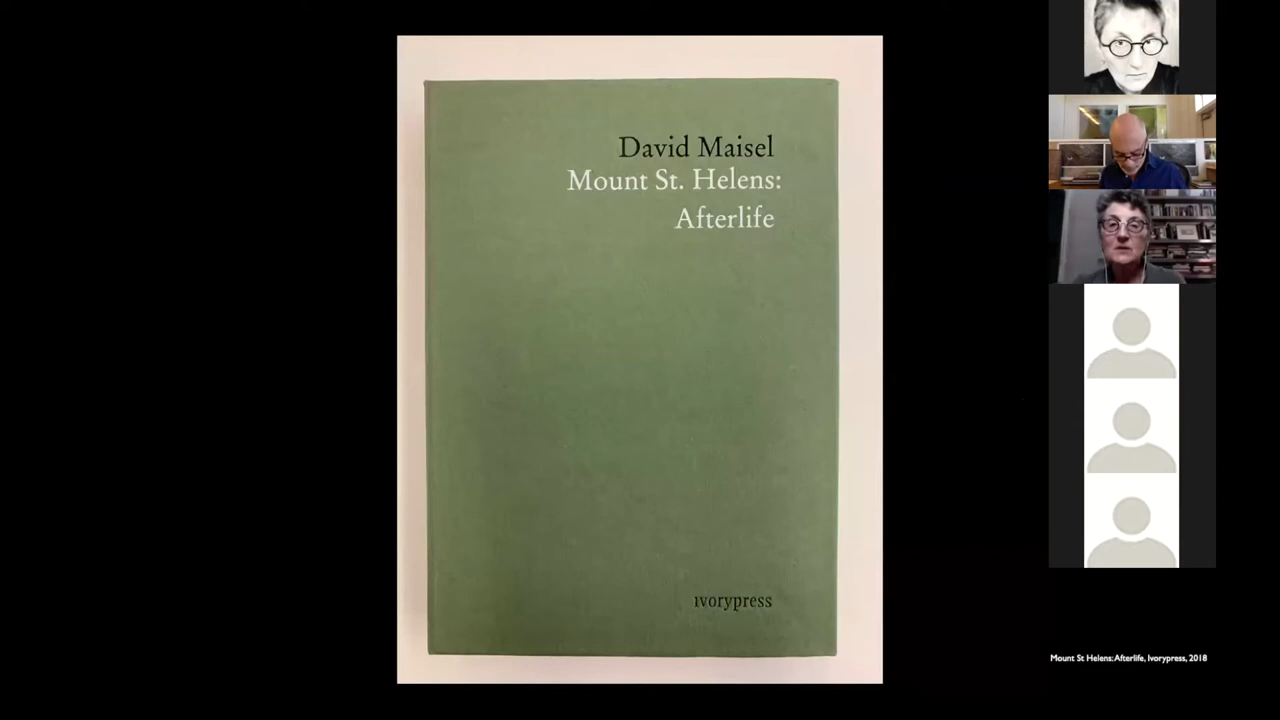 David Maisel
Mount St. Helens:
Afterlife
ivorypress
Mount St Helens: Afterlife, Ivorypress, 2018